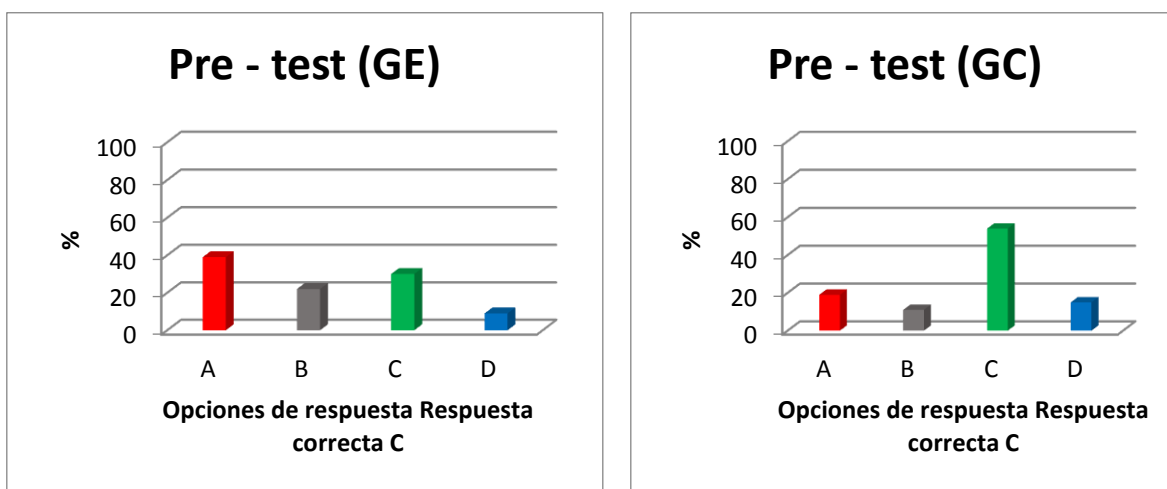 Pre - test (GE)
100
80
60
40
20
0
%
A B C D
Opciones de respuesta Respuesta
correcta C
Pre - test (GC)
100
80
60
40
20
0
%
A B C D
Opciones de respuesta Respuesta
correcta C